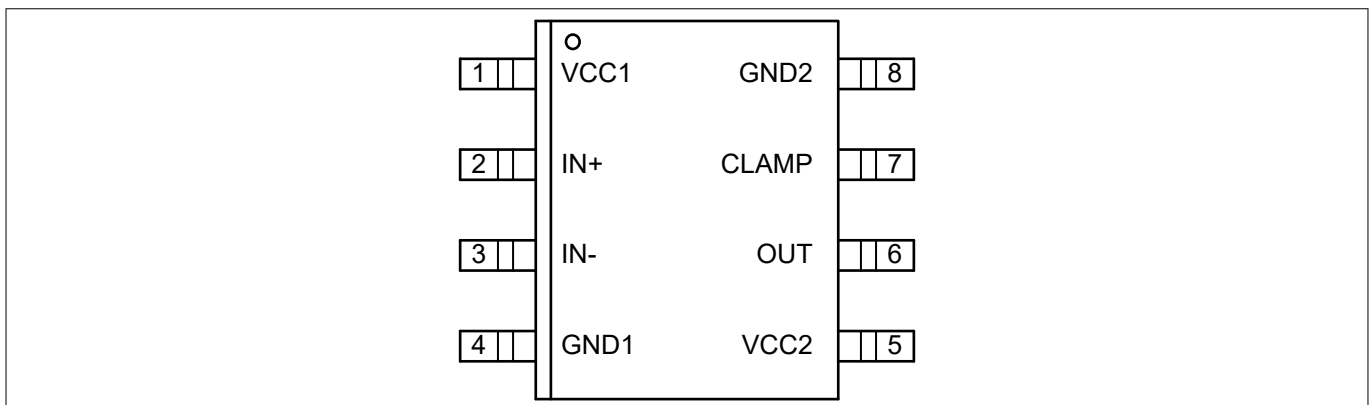 1 VCC1 GND2 8
2 IN+ CLAMP 7
3 IN- OUT 6
4 GND1 VCC2 5